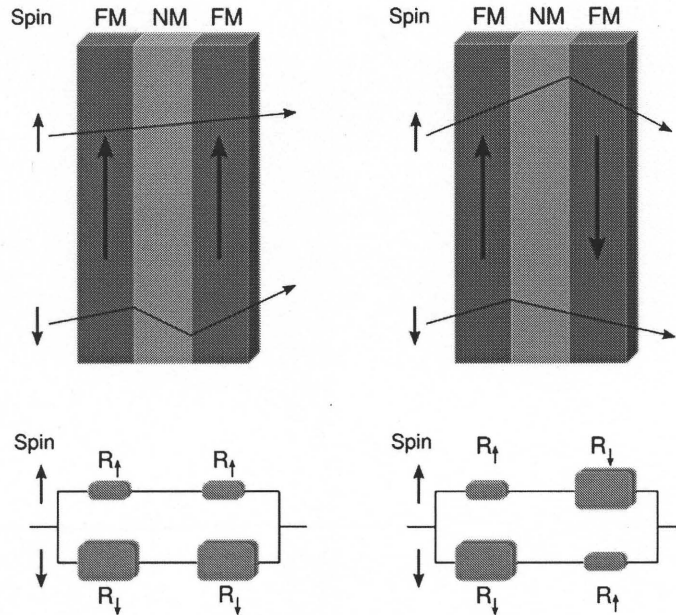 Spin FM NM FM
Spin FM NM FM
Spin
R↑ R↑
R↓ R↓
Spin
R↑ R↓
R↓ R↑